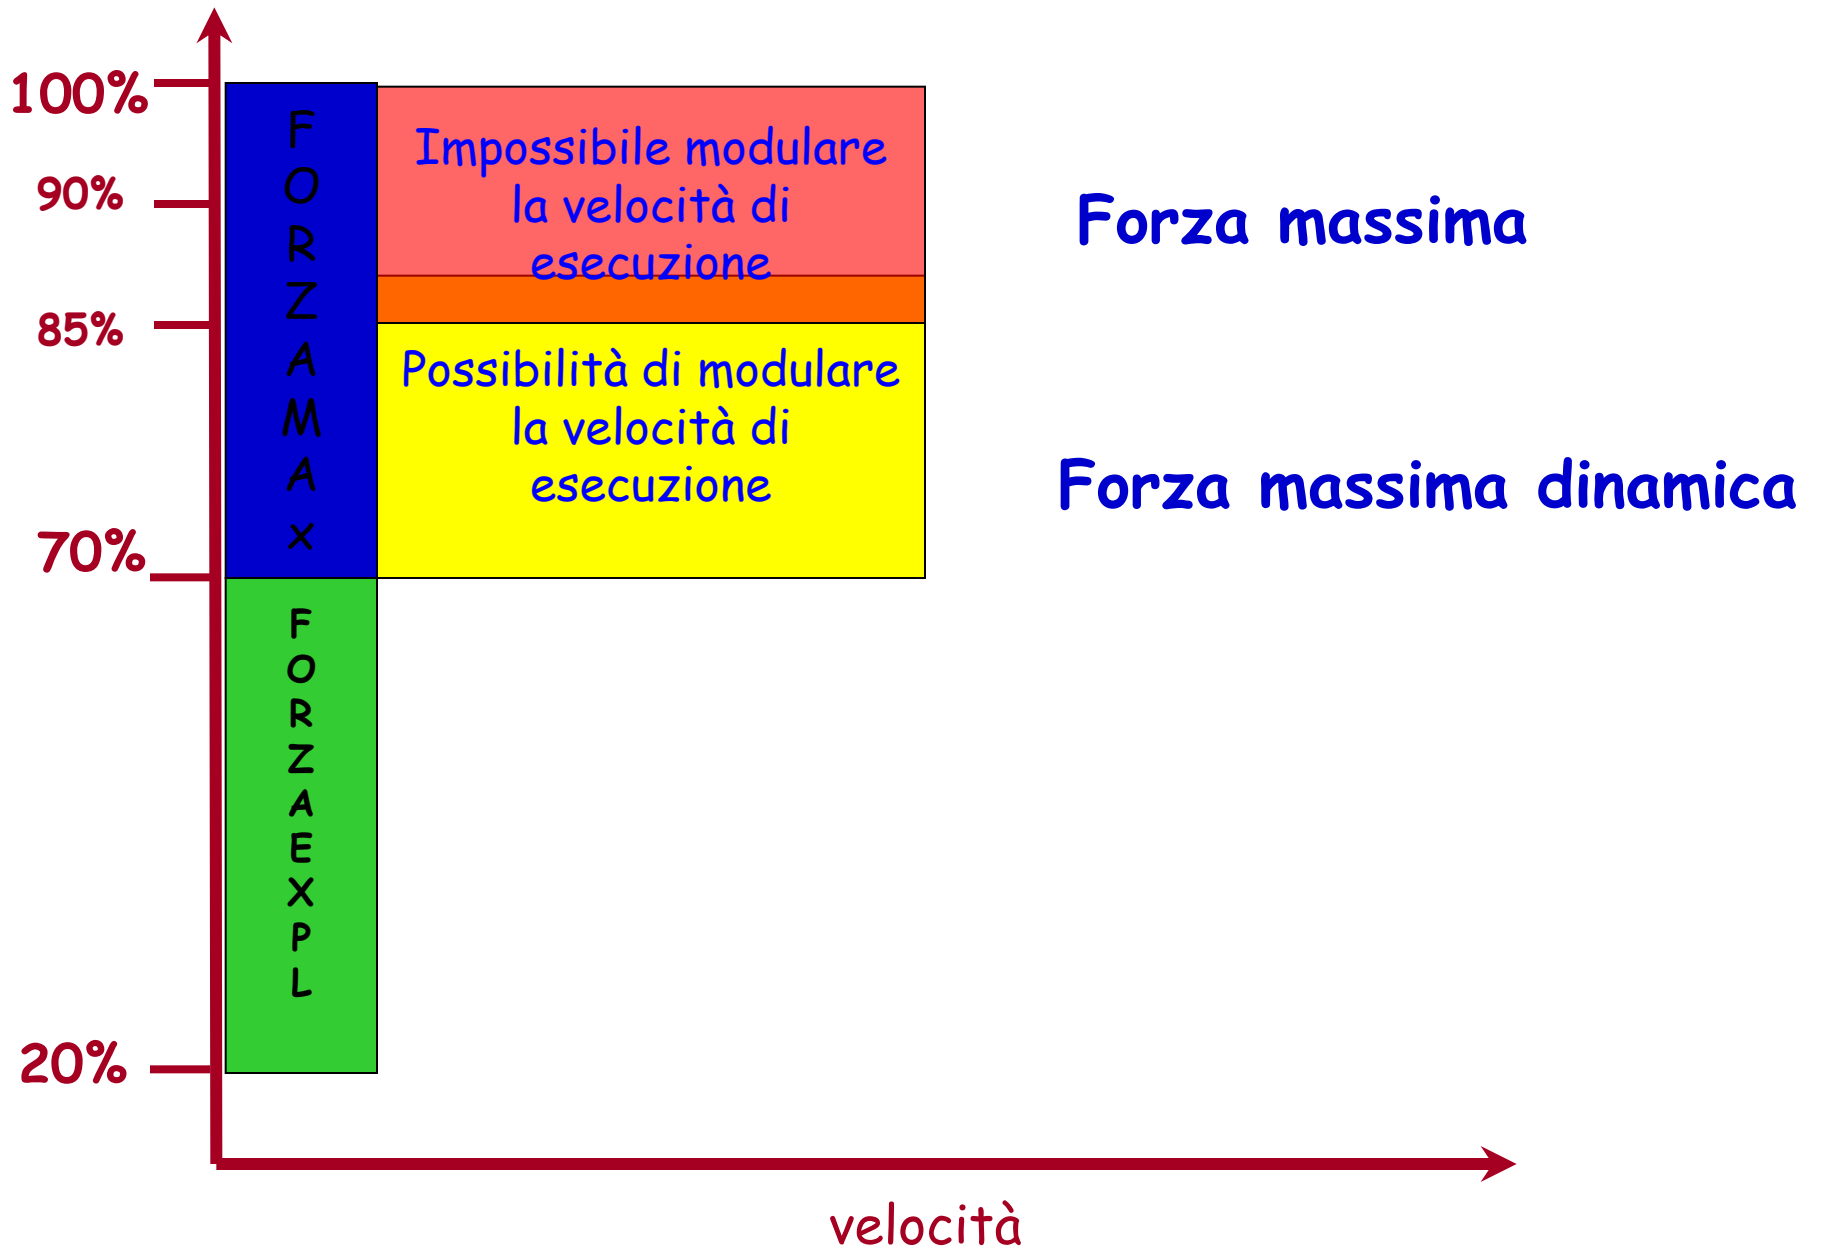 100%
90%
85%
70%
20%
F
O
R
Z
A
M
A
x
F
O
R
Z
A
E
X
P
L
Impossibile modulare
la velocità di
esecuzione
Possibilità di modulare
la velocità di
esecuzione
Forza massima
Forza massima dinamica
velocità